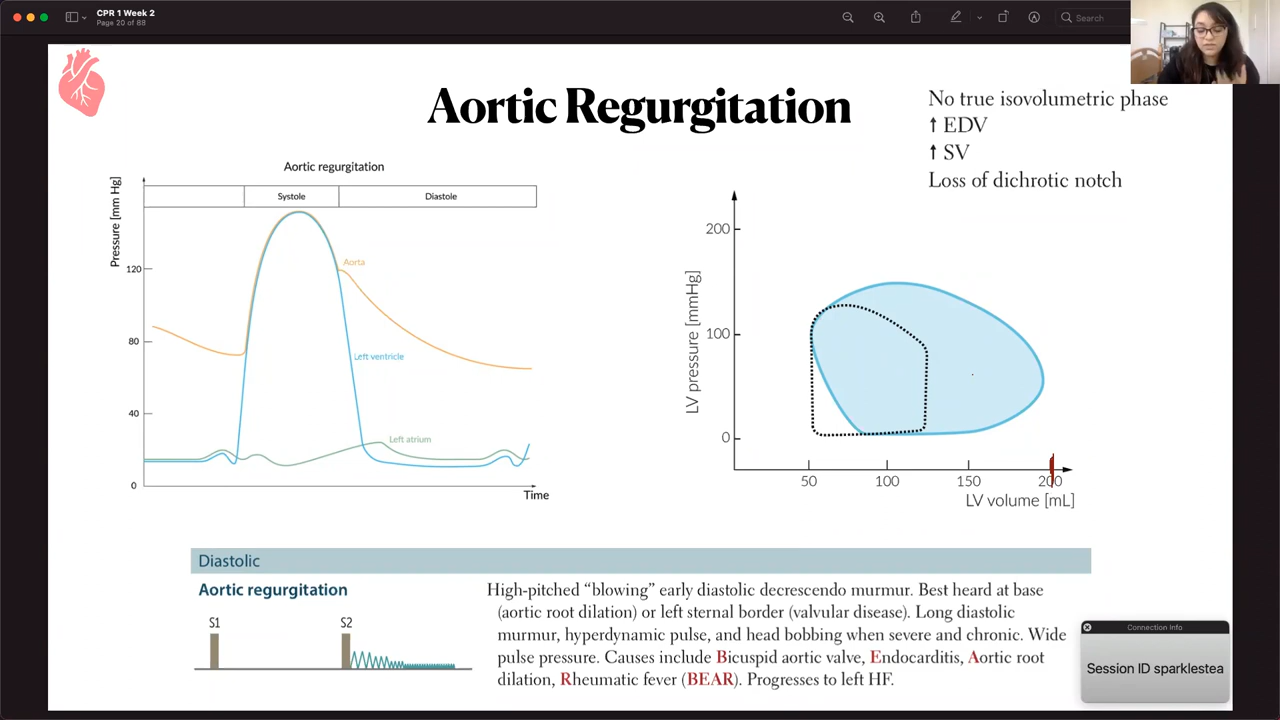 CPR 1 Week 2
Page 20 of 88
Search
Aortic Regurgitation
No true isovolumetric phase
↑ EDV
↑ SV
Loss of dichrotic notch
Aortic regurgitation
Systole
Diastole
Pressure [mm Hg]
120
80
40
0
Aorta
Left ventricle
Left atrium
Time
200
100
0
LV pressure [mmHg]
50
100
150
200
LV volume [mL]
Diastolic
Aortic regurgitation
S1
S2
High-pitched “blowing” early diastolic decrescendo murmur. Best heard at base
(aortic root dilation) or left sternal border (valvular disease). Long diastolic
murmur, hyperdynamic pulse, and head bobbing when severe and chronic. Wide
pulse pressure. Causes include Bicuspid aortic valve, Endocarditis, Aortic root
dilation, Rheumatic fever (BEAR). Progresses to left HF.
Connection Info
Session ID sparklestea